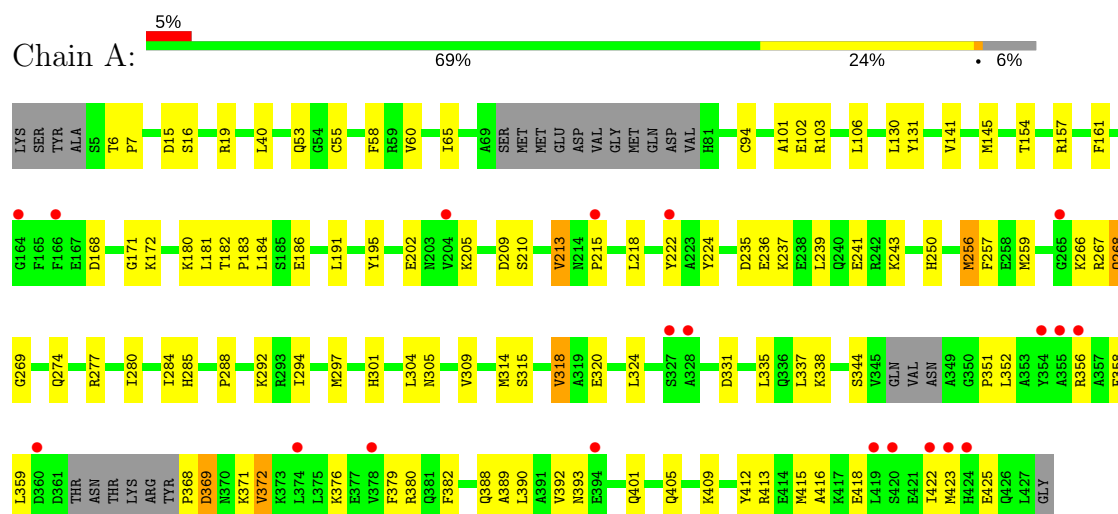 5%
Chain A:
69% 24% • 6%
LYS SER TYR ALA S5 T6 P7 D15 S16 R19 L40 Q53 G54 C55 F58 R59 V60 I65 A69 SER MET MET GLU ASP VAL GLY MET GLN ASP VAL H81 C94 A101 E102 R103 L106 L130 Y131 V141 M145 T154 R157 F161
G164 F165 F166 E167 D168 G171 K172 K180 L181 T182 P183 L184 S185 E186 L191 Y195 E202 N203 V204 K205 D209 S210 V213 N214 P215 L218 Y222 A223 Y224 D235 E236 K237 E238 L239 Q240 E241 R242 K243 H250 M256 F257 E258 M259 G265 K266 R267
G269 Q274 R277 I280 I284 H285 P288 K292 R293 I294 M297 H301 L304 N305 V309 M314 S315 V318 A319 E320 L324 S327 A328 D331 L335 Q336 L337 K338 S344 V345 GLN VAL ASN A349 G350 P351 L352 A353 Y354 A355 R356 A357 E358
L359 D360 D361 THR ASN THR LYS ARG TYR P368 D369 N370 K371 V372 K373 L374 L375 K376 E377 V378 F379 R380 Q381 F382 Q388 A389 L390 A391 V392 N393 E394 Q401 Q405 K409 Y412 R413 E414 M415 A416 K417 E418 L419 S420 E421 I422 M423 H424 E425 Q426 L427 GLY